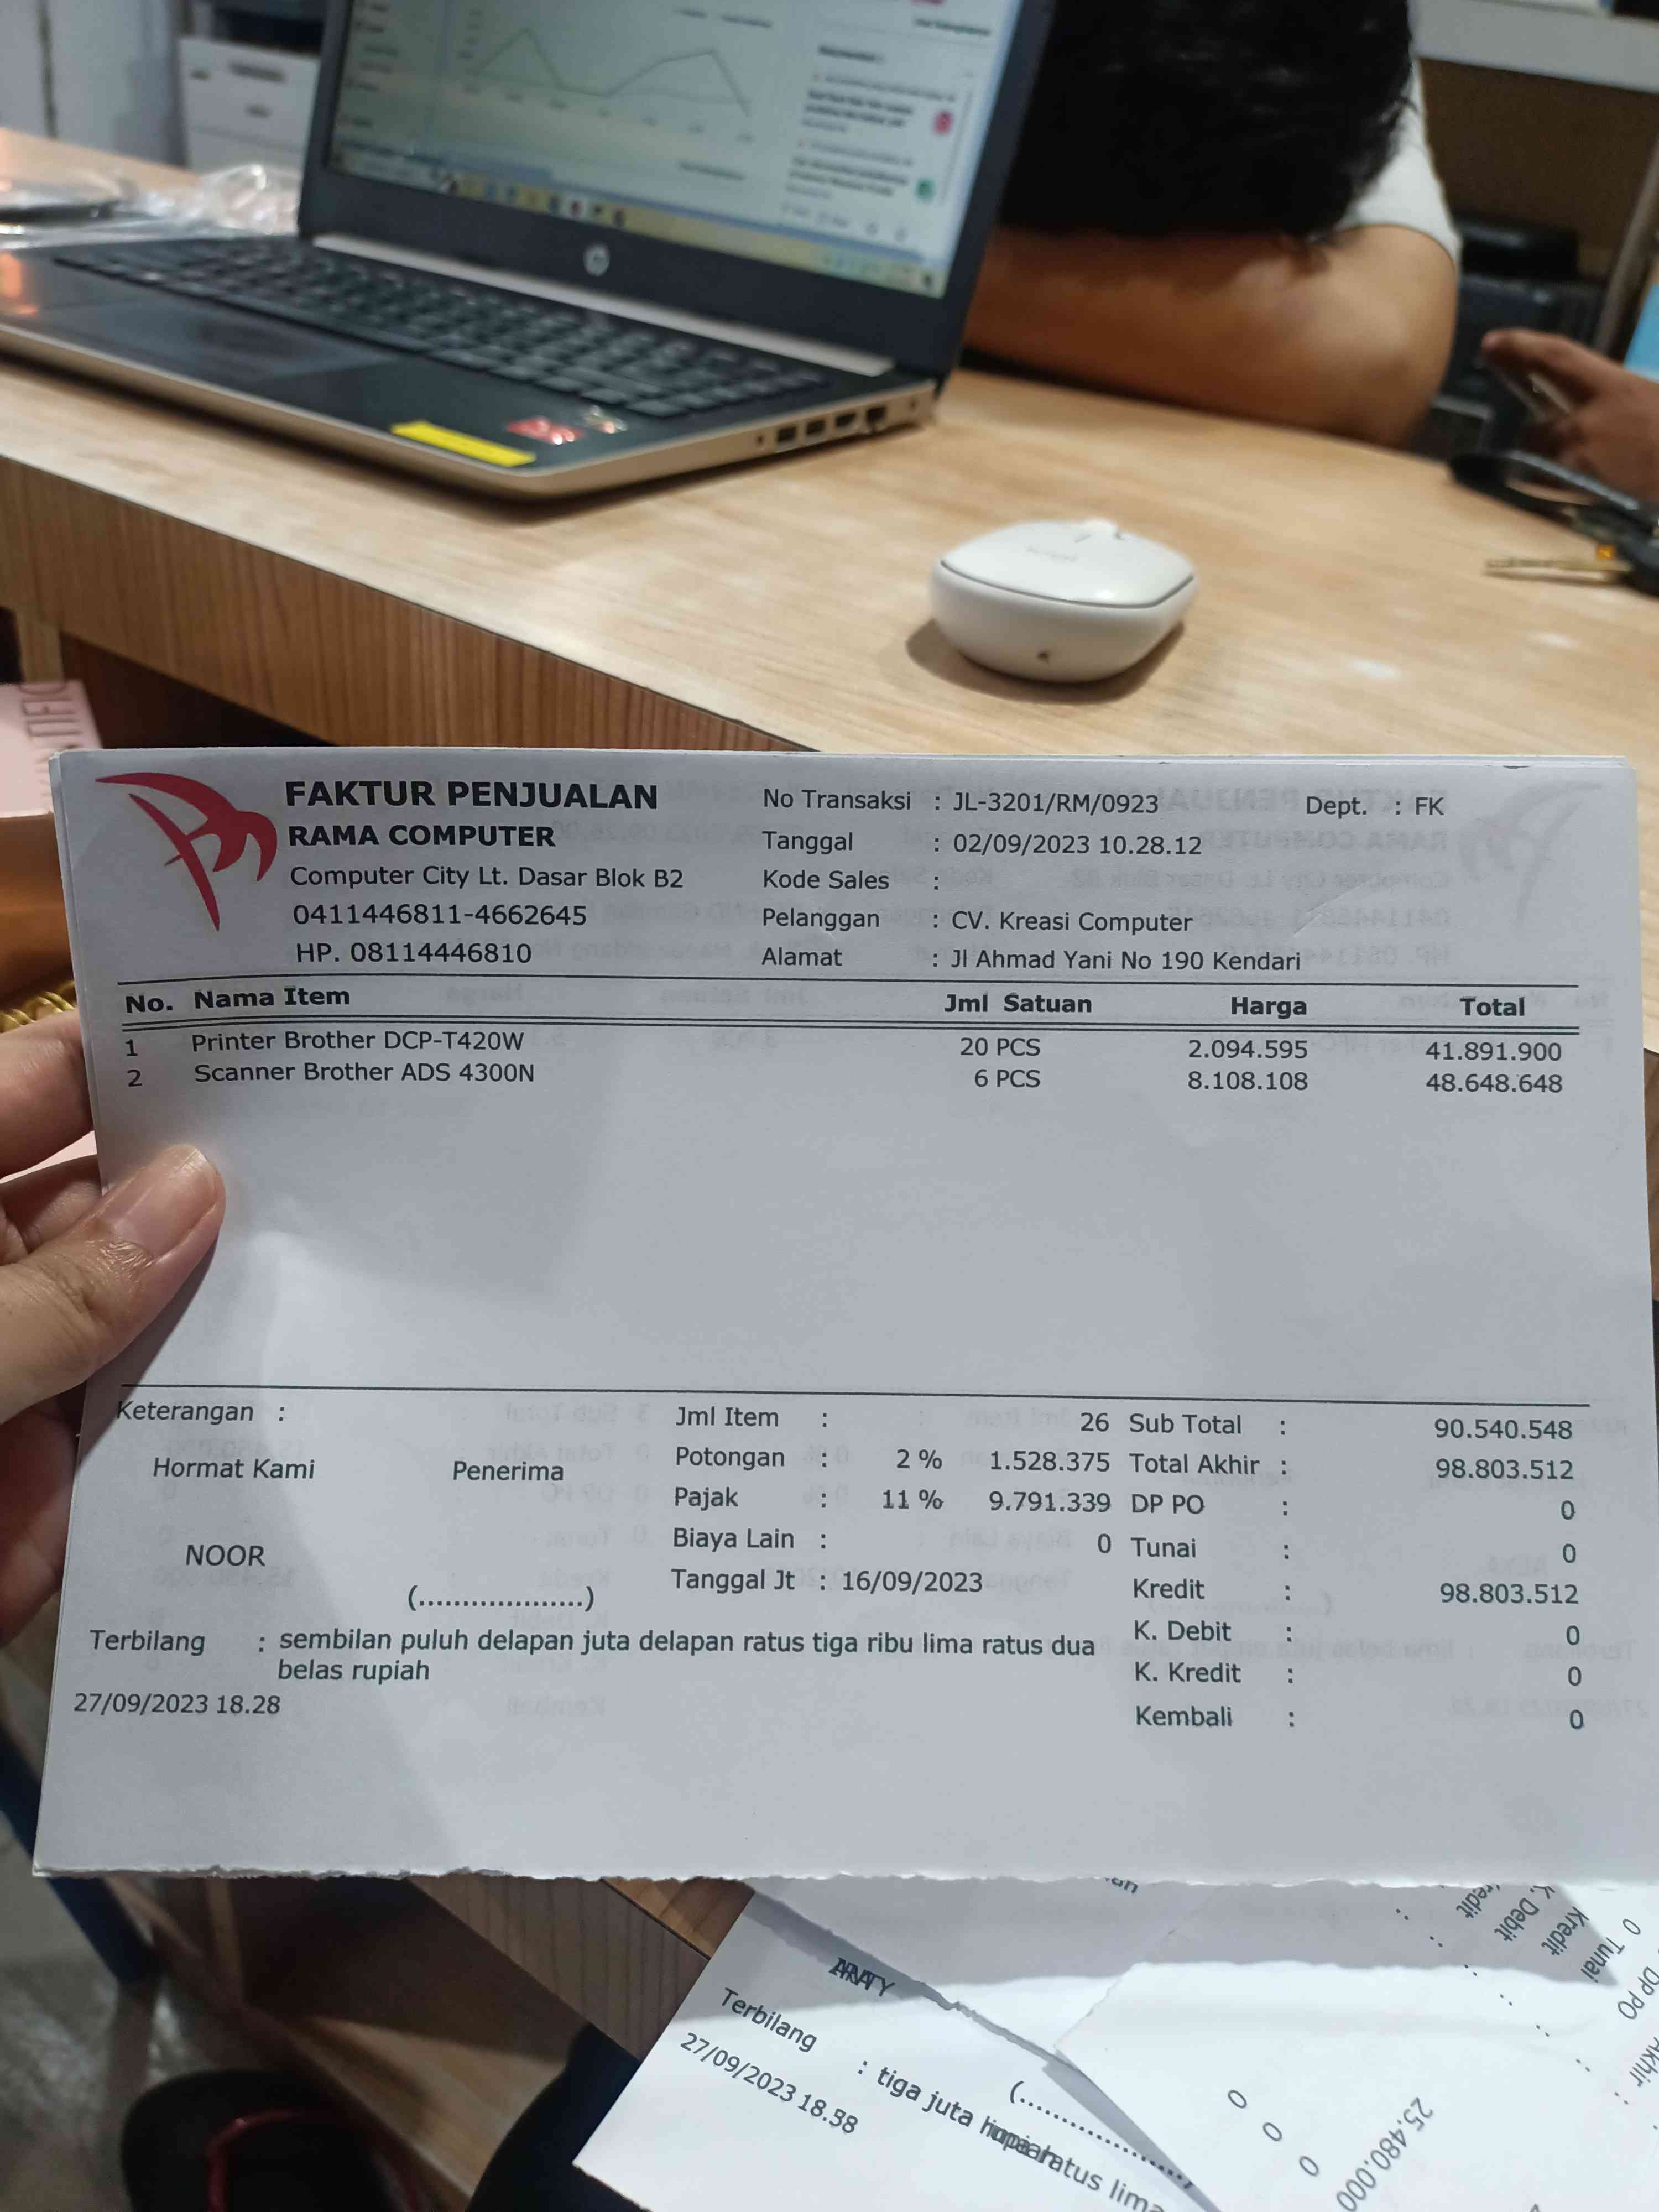 FAKTUR PENJUALAN
RAMA COMPUTER
Computer City Lt. Dasar Blok B2
0411446811-4662645
HP. 08114446810
No Transaksi : JL-3201/RM/0923
Tanggal : 02/09/2023 10.28.12
Kode Sales :
Pelanggan : CV. Kreasi Computer
Alamat : Jl Ahmad Yani No 190 Kendari
Dept. : FK
No. Nama Item Jml Satuan Harga Total
1 Printer Brother DCP-T420W 20 PCS 2.094.595 41.891.900
2 Scanner Brother ADS 4300N 6 PCS 8.108.108 48.648.648
Keterangan :
Hormat Kami Penerima
NOOR
(...................)
Jml Item : 26
Potongan : 2 % 1.528.375
Pajak : 11 % 9.791.339
Biaya Lain : 0
Tanggal Jt : 16/09/2023
Sub Total : 90.540.548
Total Akhir : 98.803.512
DP PO : 0
Tunai : 0
Kredit : 98.803.512
K. Debit : 0
K. Kredit : 0
Kembali : 0
Terbilang : sembilan puluh delapan juta delapan ratus tiga ribu lima ratus dua
belas rupiah
27/09/2023 18.28
Terbilang : tiga juta
27/09/2023
DP PO
0 Tunai
Kredit
K. Debit
0
0
0
25.480.000
hp